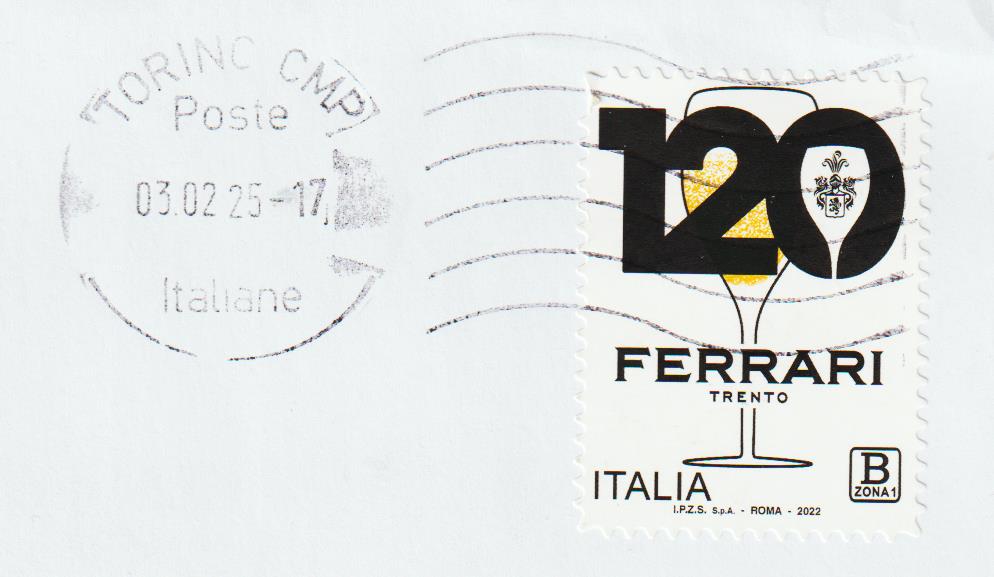 TORINO CMP
Poste
03.02 25-17
Italiane
120
FERRARI
TRENTO
ITALIA
B
ZONA1
I.P.Z.S. S.p.A. - ROMA - 2022